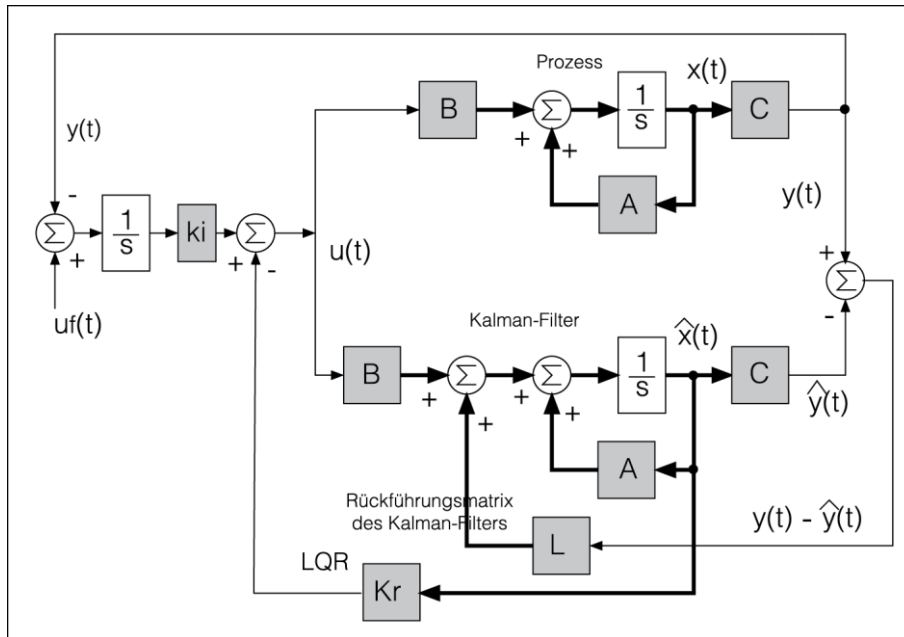 Prozess
x(t)
B
Σ
1
s
C
+
+
A
y(t)
-
Σ
+
1
s
ki
Σ
+
-
u(t)
uf(t)
y(t)
+
Σ
-
Kalman-Filter
x̂(t)
B
Σ
Σ
1
s
C
ŷ(t)
+
+
+
+
A
Rückführungsmatrix
des Kalman-Filters
L
y(t) - ŷ(t)
LQR
Kr